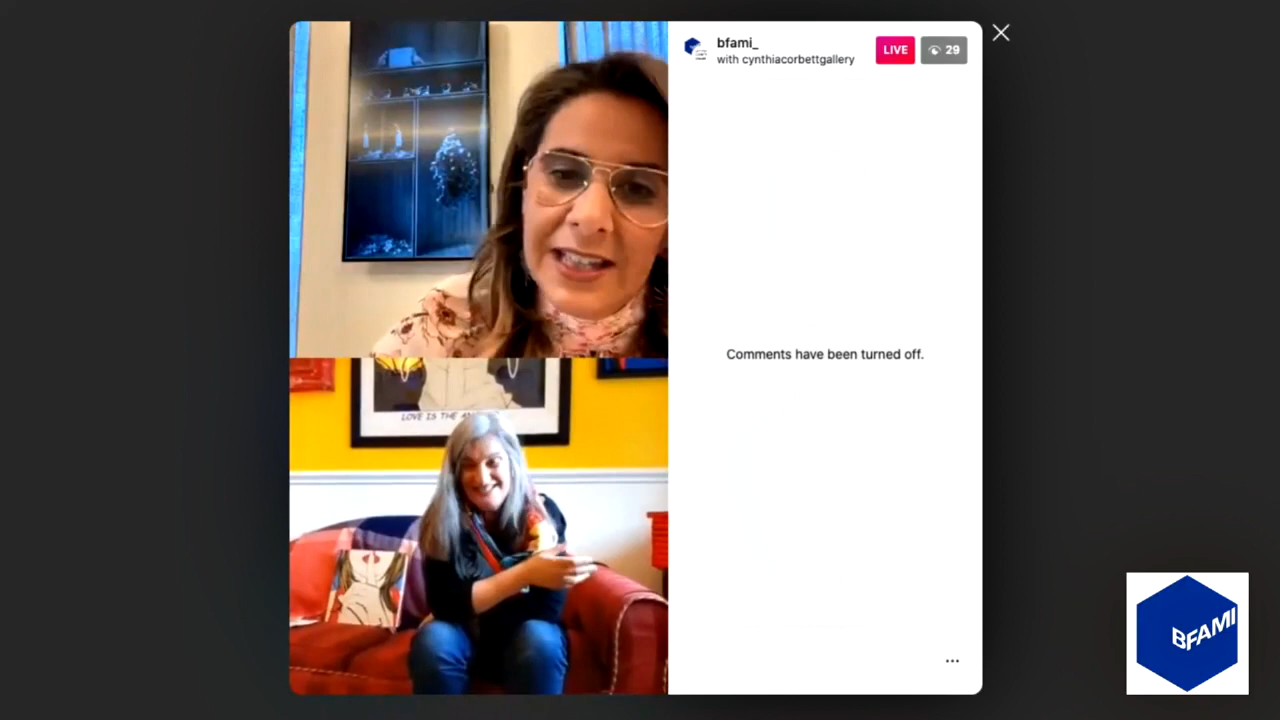 bfami_
with cynthiacorbettgallery
LIVE
29
Comments have been turned off.
LOVE IS THE
BFAMI